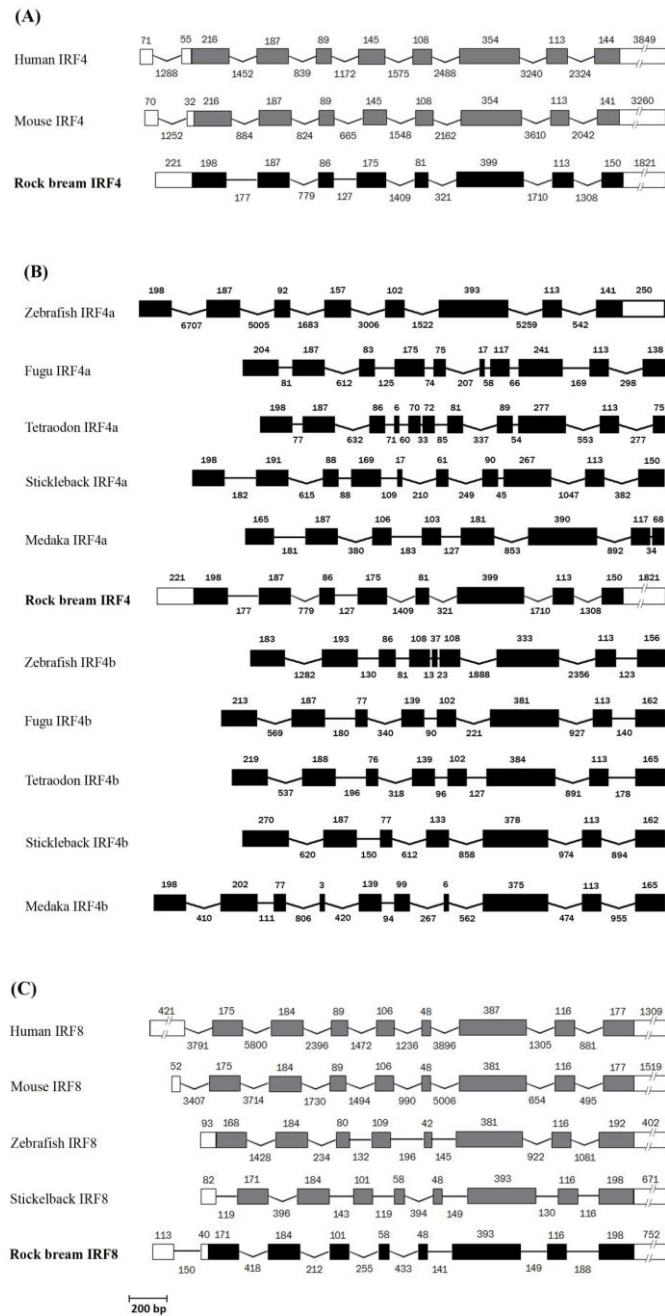 (A)
71 55 216 187 89 145 108 354 113 144 3849
Human IRF4
1288 1452 839 1172 1575 2488 3240 2324
70 32 216 187 89 145 108 354 113 141 3260
Mouse IRF4
1252 884 824 665 1548 2162 3610 2042
221 198 187 86 175 81 399 113 150 1821
Rock bream IRF4
177 779 127 1409 321 1710 1308
(B)
198 187 92 157 102 393 113 141 250
Zebrafish IRF4a
6707 5005 1683 3006 1522 5259 542
204 187 83 175 75 17 117 241 113 138
Fugu IRF4a
81 612 125 74 207 58 66 169 298
198 187 86 6 70 72 81 89 277 113 75
Tetraodon IRF4a
77 632 71 60 33 85 337 54 553 277
198 191 88 169 17 61 90 267 113 150
Stickleback IRF4a
182 615 88 109 210 249 45 1047 382
165 187 106 103 181 390 117 68
Medaka IRF4a
181 380 183 127 853 892 34
221 198 187 86 175 81 399 113 150 1821
Rock bream IRF4
177 779 127 1409 321 1710 1308
183 193 86 108 37 108 333 113 156
Zebrafish IRF4b
1282 130 81 13 23 1888 2356 123
213 187 77 139 102 381 113 162
Fugu IRF4b
569 180 340 90 221 927 140
219 188 76 139 102 384 113 165
Tetraodon IRF4b
537 196 318 96 127 891 178
270 187 77 133 378 113 162
Stickleback IRF4b
620 150 612 858 974 894
198 202 77 3 139 99 6 375 113 165
Medaka IRF4b
410 111 806 420 94 267 562 474 955
(C)
421 175 184 89 106 48 387 116 177 1309
Human IRF8
3791 5800 2396 1472 1236 3896 1305 881
52 175 184 89 106 48 381 116 177 1519
Mouse IRF8
3407 3714 1730 1494 990 5006 654 495
93 168 184 80 109 42 381 116 192 402
Zebrafish IRF8
1428 234 132 196 145 922 1081
82 171 184 101 58 48 393 116 198 671
Stickelback IRF8
119 396 143 119 394 149 130 116
113 40 171 184 101 58 48 393 116 198 752
Rock bream IRF8
150 418 212 255 433 141 149 188
200 bp